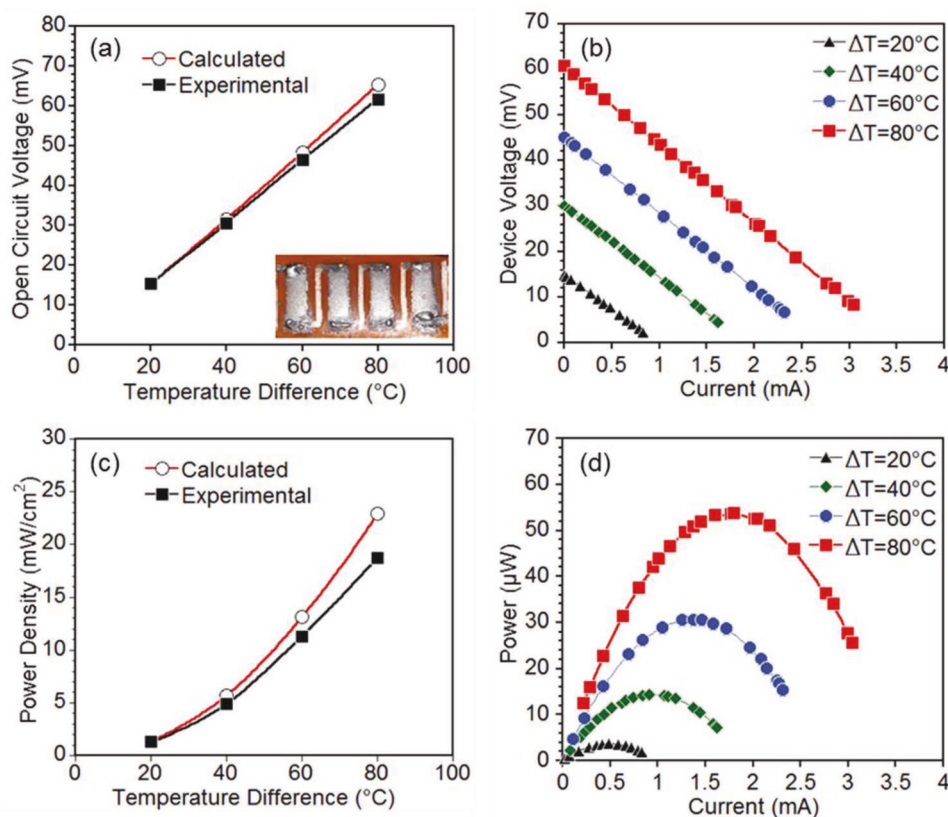 (a)
Calculated
Experimental
Open Circuit Voltage (mV)
80
70
60
50
40
30
20
10
0
0 20 40 60 80 100
Temperature Difference (°C)
(b)
ΔT=20°C
ΔT=40°C
ΔT=60°C
ΔT=80°C
Device Voltage (mV)
70
60
50
40
30
20
10
0
0 0.5 1 1.5 2 2.5 3 3.5 4
Current (mA)
(c)
Calculated
Experimental
Power Density (mW/cm²)
30
25
20
15
10
5
0
0 20 40 60 80 100
Temperature Difference (°C)
(d)
ΔT=20°C
ΔT=40°C
ΔT=60°C
ΔT=80°C
Power (µW)
70
60
50
40
30
20
10
0
0 0.5 1 1.5 2 2.5 3 3.5 4
Current (mA)